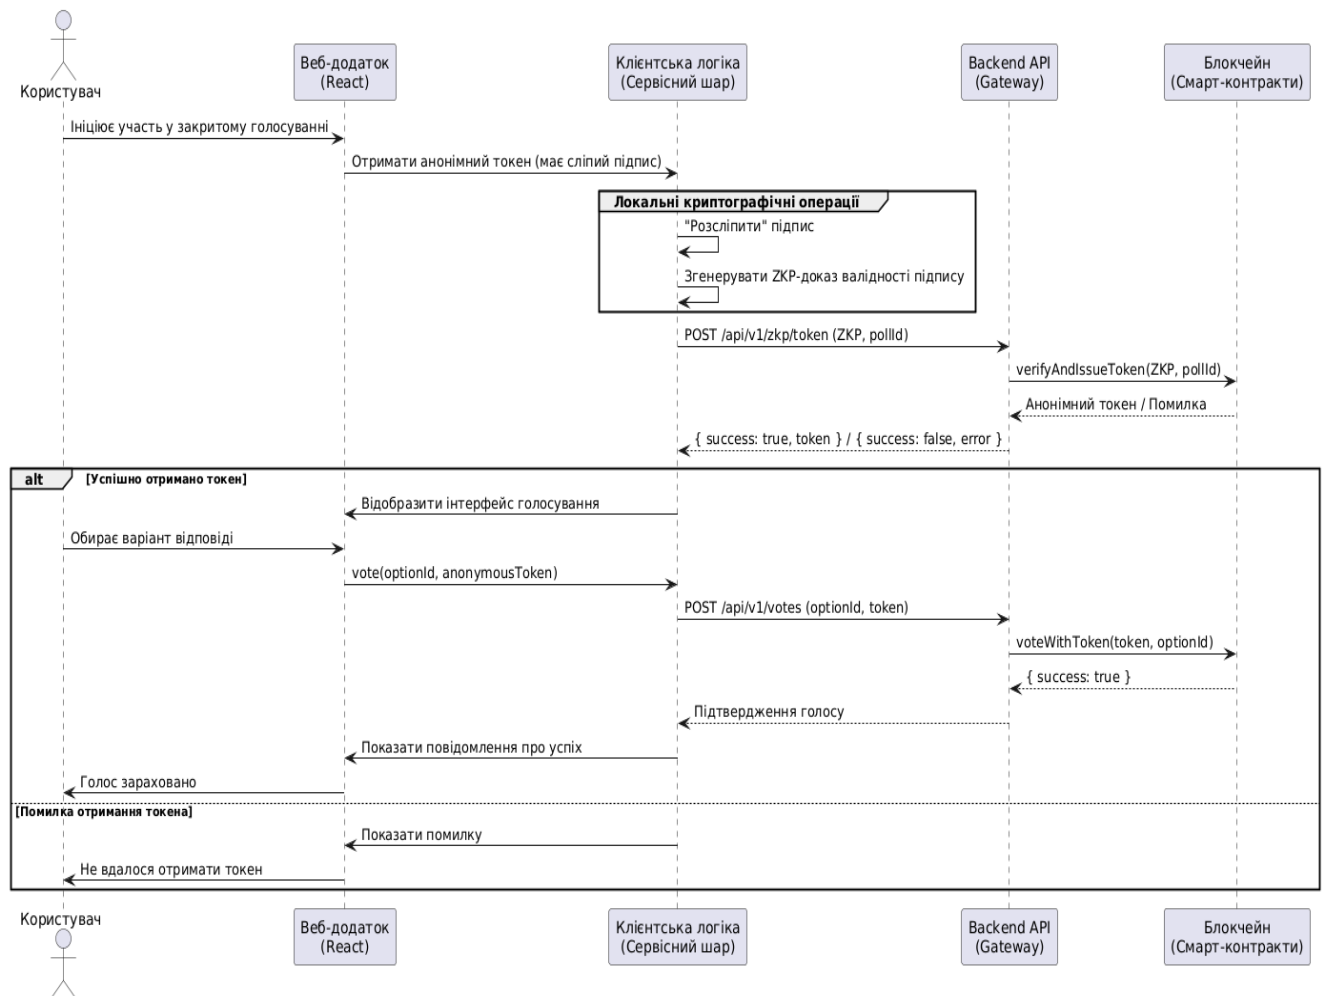 Користувач
Веб-додаток
(React)
Клієнтська логіка
(Сервісний шар)
Backend API
(Gateway)
Блокчейн
(Смарт-контракти)
Ініціює участь у закритому голосуванні
Отримати анонімний токен (має сліпий підпис)
Локальні криптографічні операції
"Розсліпити" підпис
Згенерувати ZKP-доказ валідності підпису
POST /api/v1/zkp/token (ZKP, pollId)
verifyAndIssueToken(ZKP, pollId)
Анонімний токен / Помилка
{ success: true, token } / { success: false, error }
alt [Успішно отримано токен]
Відобразити інтерфейс голосування
Обирає варіант відповіді
vote(optionId, anonymousToken)
POST /api/v1/votes (optionId, token)
voteWithToken(token, optionId)
{ success: true }
Підтвердження голосу
Показати повідомлення про успіх
Голос зараховано
[Помилка отримання токена]
Показати помилку
Не вдалося отримати токен
Користувач
Веб-додаток
(React)
Клієнтська логіка
(Сервісний шар)
Backend API
(Gateway)
Блокчейн
(Смарт-контракти)